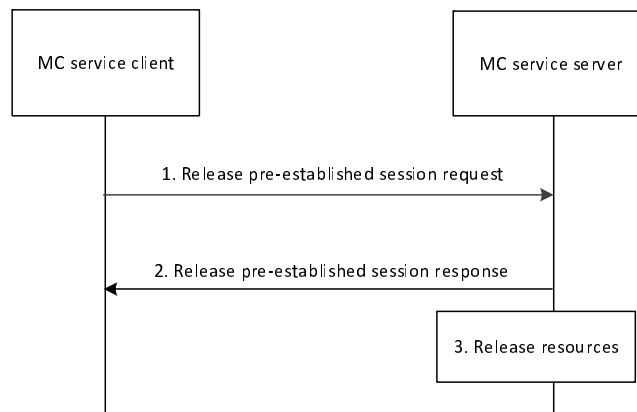 MC service client
MC service server
1. Release pre-established session request
2. Release pre-established session response
3. Release resources